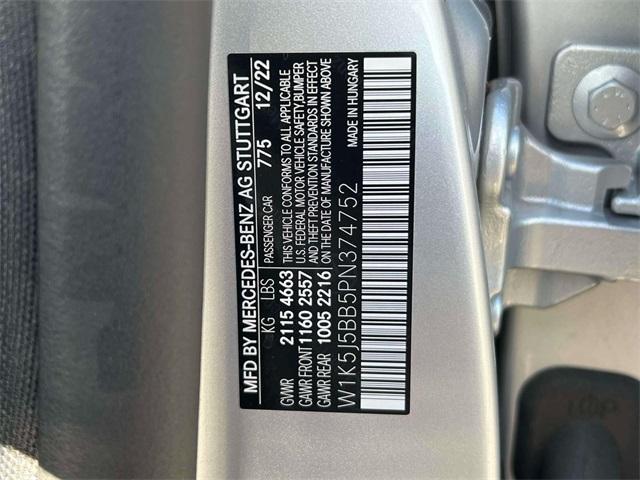 MFD BY MERCEDES-BENZ AG STUTTGART
PASSENGER CAR 775 12/22
KG LBS
GVWR 2115 4663
GAWR FRONT 1160 2557
GAWR REAR 1005 2216
THIS VEHICLE CONFORMS TO ALL APPLICABLE
U.S. FEDERAL MOTOR VEHICLE SAFETY,BUMPER
AND THEFT PREVENTION STANDARDS IN EFFECT
ON THE DATE OF MANUFACTURE SHOWN ABOVE
W1K5J5BB5PN374752
MADE IN HUNGARY